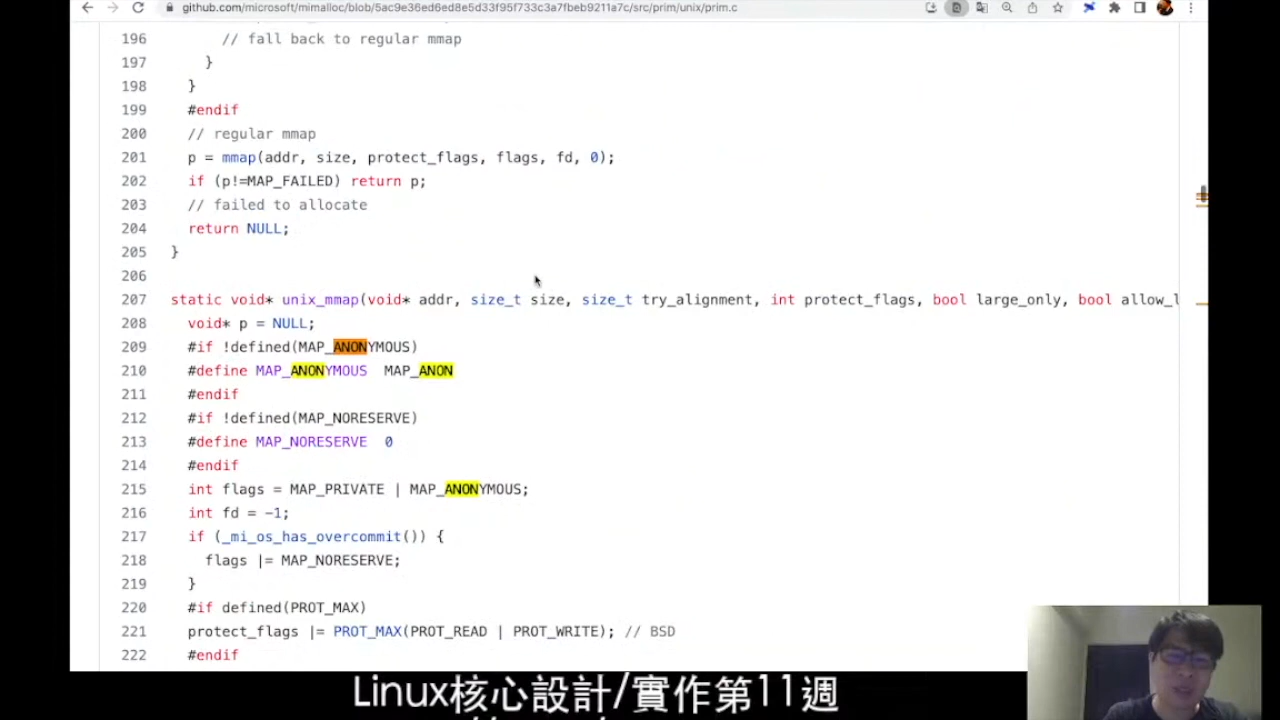 github.com/microsoft/mimalloc/blob/5ac9e36ed6ed8e5d33f95f733c3a7fbeb9211a7c/src/prim/unix/prim.c
196 // fall back to regular mmap
197 }
198 }
199 #endif
200 // regular mmap
201 p = mmap(addr, size, protect_flags, flags, fd, 0);
202 if (p!=MAP_FAILED) return p;
203 // failed to allocate
204 return NULL;
205 }
206
207 static void* unix_mmap(void* addr, size_t size, size_t try_alignment, int protect_flags, bool large_only, bool allow_l
208 void* p = NULL;
209 #if !defined(MAP_ANONYMOUS)
210 #define MAP_ANONYMOUS MAP_ANON
211 #endif
212 #if !defined(MAP_NORESERVE)
213 #define MAP_NORESERVE 0
214 #endif
215 int flags = MAP_PRIVATE | MAP_ANONYMOUS;
216 int fd = -1;
217 if (_mi_os_has_overcommit()) {
218 flags |= MAP_NORESERVE;
219 }
220 #if defined(PROT_MAX)
221 protect_flags |= PROT_MAX(PROT_READ | PROT_WRITE); // BSD
222 #endif
Linux核心設計/實作第11週